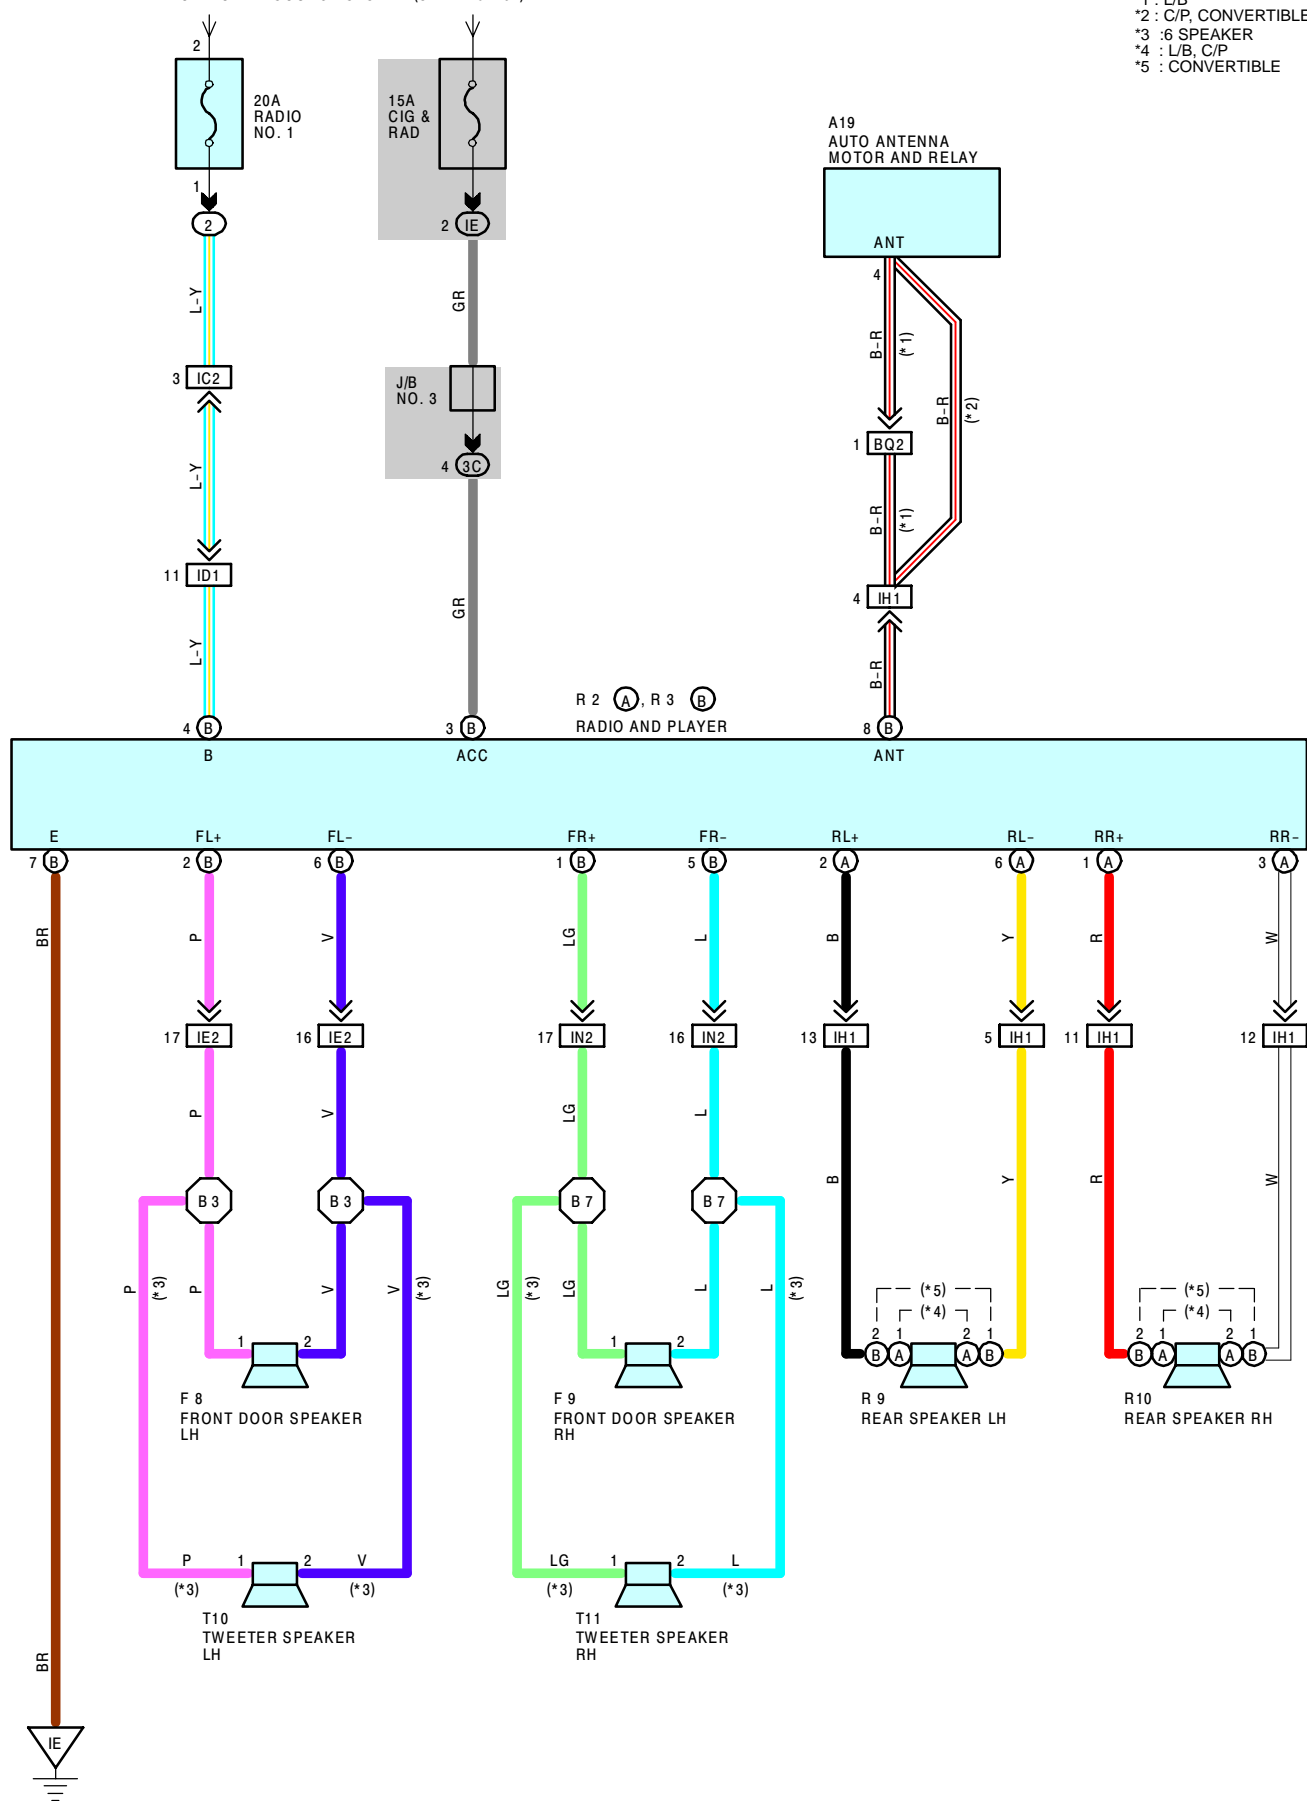 *1 : L/B
*2 : C/P, CONVERTIBLE
*3 :6 SPEAKER
*4 : L/B, C/P
*5 : CONVERTIBLE
2
20A
RADIO
NO. 1
1
2
15A
CIG &
RAD
2 IE
A19
AUTO ANTENNA
MOTOR AND RELAY
ANT
4
L-Y
GR
B-R
(*1)
B-R
(*2)
3 IC2
J/B
NO. 3
4 3C
1 BQ2
L-Y
B-R
(*1)
11 ID1
4 IH1
L-Y
GR
B-R
R 2 A, R 3 B
RADIO AND PLAYER
4 B
3 B
8 B
B
ACC
ANT
E
FL+
FL-
FR+
FR-
RL+
RL-
RR+
RR-
7 B
2 B
6 B
1 B
5 B
2 A
6 A
1 A
3 A
BR
P
V
LG
L
B
Y
R
W
17 IE2
16 IE2
17 IN2
16 IN2
13 IH1
5 IH1
11 IH1
12 IH1
P
V
LG
L
B
Y
R
W
B 3
B 3
B 7
B 7
P
(*3)
P
V
V
(*3)
LG
(*3)
LG
L
L
(*3)
(*5)
(*4)
2 1 2 1
B A A B
(*5)
(*4)
2 1 2 1
B A A B
1 2
1 2
F 8
FRONT DOOR SPEAKER
LH
F 9
FRONT DOOR SPEAKER
RH
R 9
REAR SPEAKER LH
R10
REAR SPEAKER RH
P
(*3)
1 2
V
(*3)
LG
(*3)
1 2
L
(*3)
T10
TWEETER SPEAKER
LH
T11
TWEETER SPEAKER
RH
BR
IE